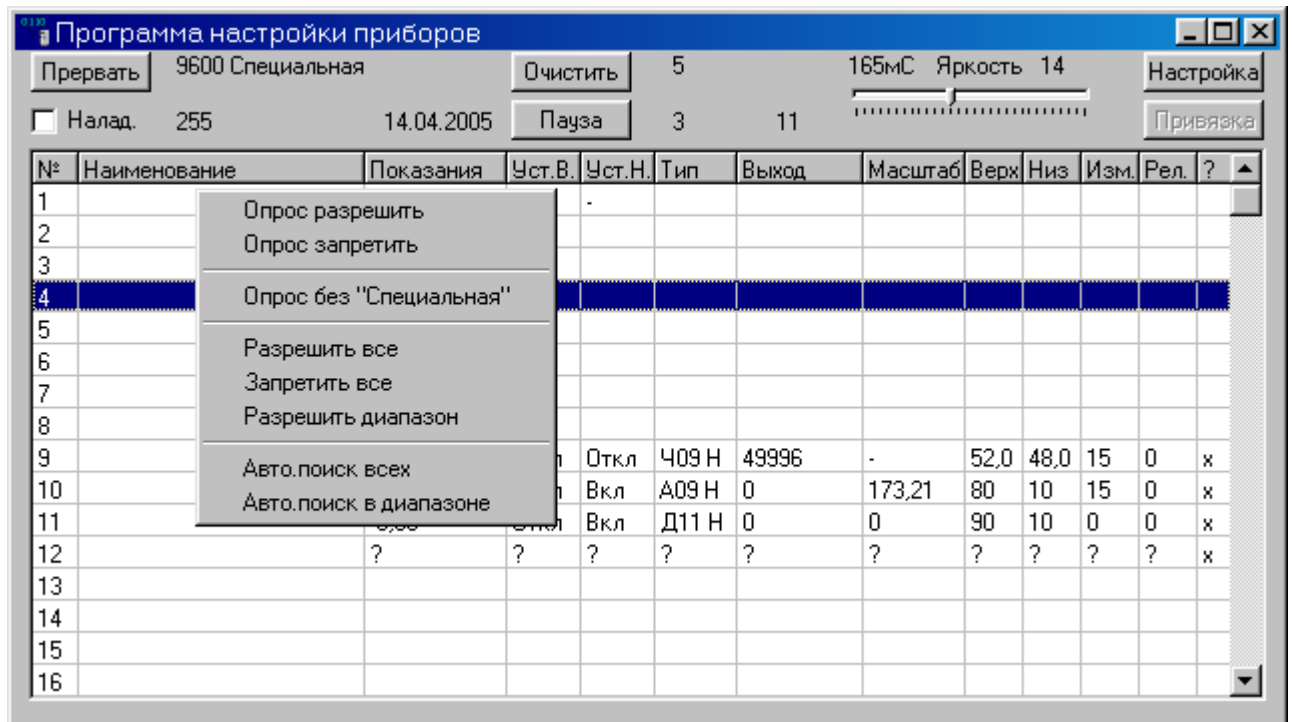 Программа настройки приборов
Прервать 9600 Специальная Очистить 5 165мС Яркость 14 Настройка
Налад. 255 14.04.2005 Пауза 3 11 Привязка
№ Наименование Показания Уст.В. Уст.Н. Тип Выход Масштаб Верх Низ Изм. Рел. ?
1 -
2
3
4
5
6
7
8
Опрос разрешить
Опрос запретить
Опрос без "Специальная"
Разрешить все
Запретить все
Разрешить диапазон
Авто.поиск всех
Авто.поиск в диапазоне
9 Откл Ч09 Н 49996 - 52,0 48,0 15 0 x
10 Вкл А09 Н 0 173,21 80 10 15 0 x
11 Вкл Д11 Н 0 0 90 10 0 0 x
12 ? ? ? ? ? ? ? ? ? ? x
13
14
15
16